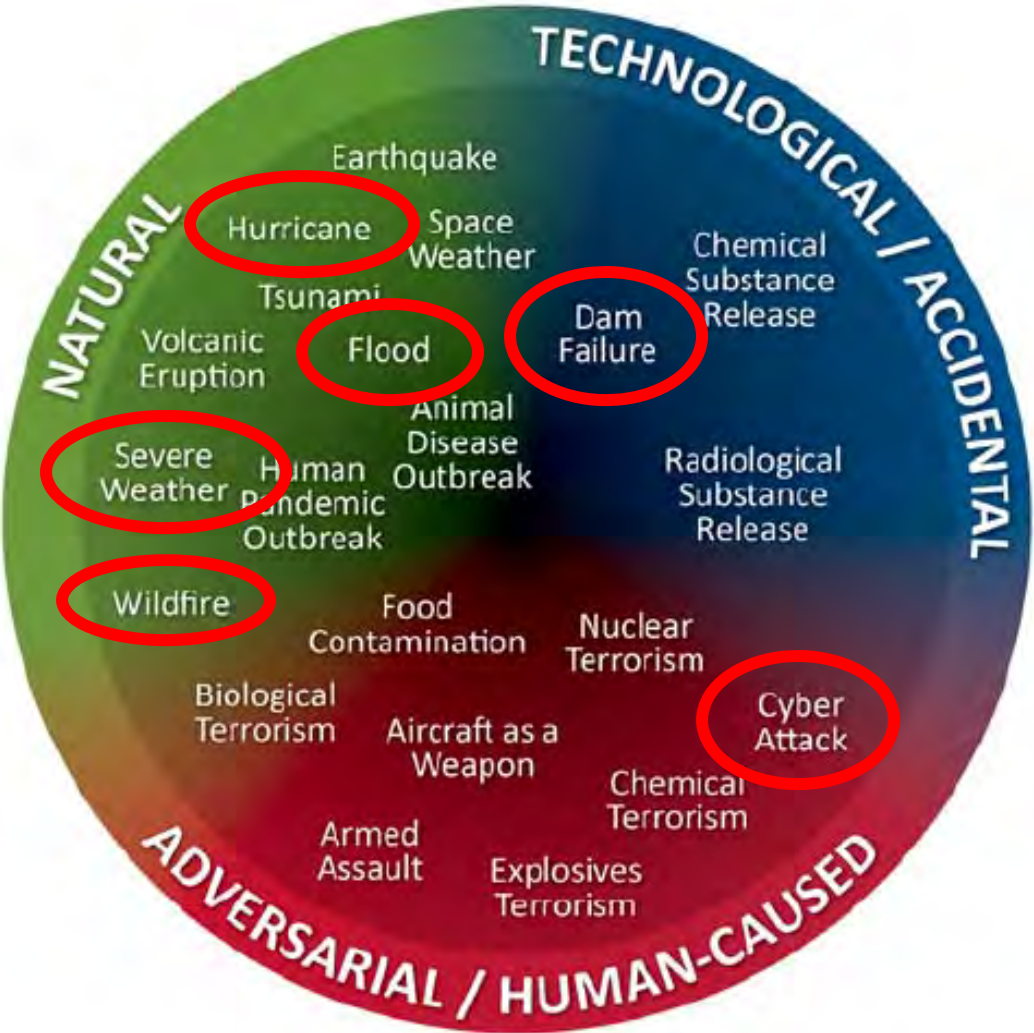 TECHNOLOGICAL / ACCIDENTAL
NATURAL
Earthquake
Hurricane
Space
Weather
Chemical
Substance
Release
Tsunami
Dam
Failure
Volcanic
Eruption
Flood
Animal
Disease
Outbreak
Severe
Weather
Human
Pandemic
Outbreak
Radiological
Substance
Release
Wildfire
Food
Contamination
Nuclear
Terrorism
Biological
Terrorism
Cyber
Attack
Aircraft as a
Weapon
Chemical
Terrorism
Armed
Assault
Explosives
Terrorism
ADVERSARIAL / HUMAN-CAUSED